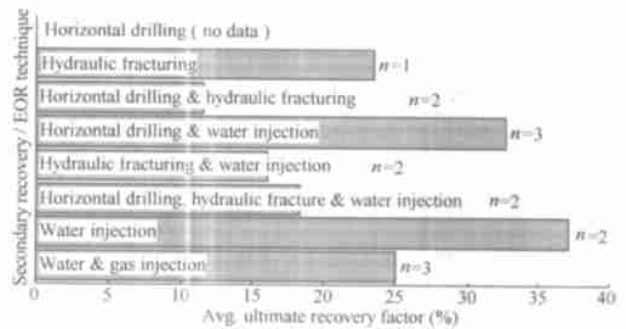 Secondary recovery / EOR technique
Horizontal drilling ( no data )
Hydraulic fracturing n=1
Horizontal drilling & hydraulic fracturing n=2
Horizontal drilling & water injection n=3
Hydraulic fracturing & water injection n=2
Horizontal drilling, hydraulic fracture & water injection n=2
Water injection n=2
Water & gas injection n=3
0 5 10 15 20 25 30 35 40
Avg. ultimate recovery factor (%)